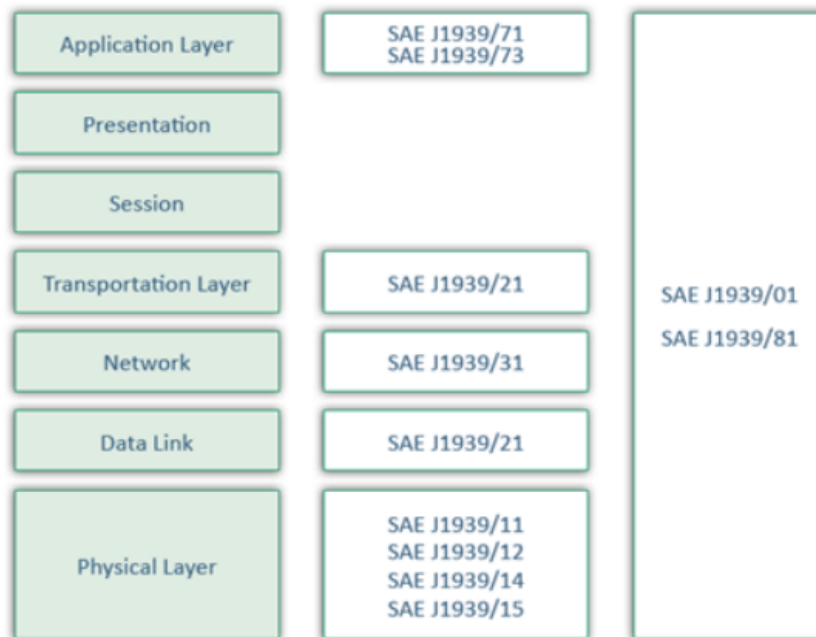 Application Layer
SAE J1939/71
SAE J1939/73
Presentation
Session
Transportation Layer
SAE J1939/21
SAE J1939/01
SAE J1939/81
Network
SAE J1939/31
Data Link
SAE J1939/21
Physical Layer
SAE J1939/11
SAE J1939/12
SAE J1939/14
SAE J1939/15